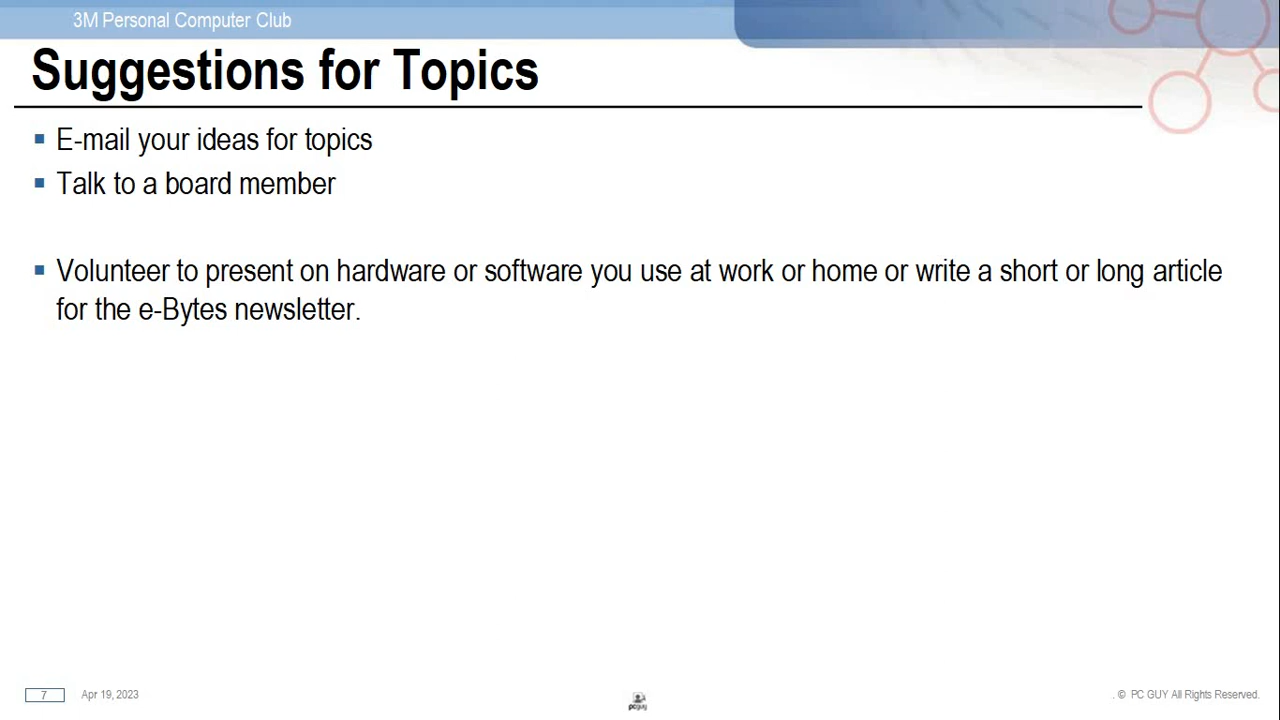 3M Personal Computer Club
Suggestions for Topics
▪ E-mail your ideas for topics
▪ Talk to a board member
▪ Volunteer to present on hardware or software you use at work or home or write a short or long article
for the e-Bytes newsletter.
7 Apr 19, 2023
pcguy
. © PC GUY All Rights Reserved.